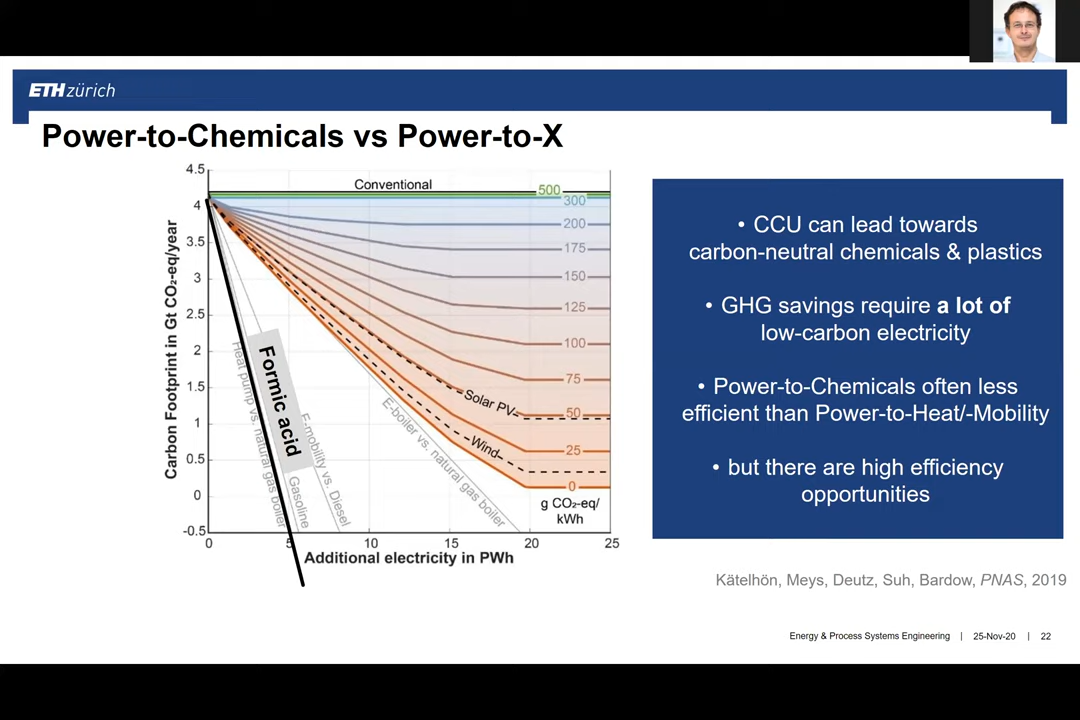 ETH zürich
Power-to-Chemicals vs Power-to-X
4.5
4
3.5
3
2.5
2
1.5
1
0.5
0
-0.5
Carbon Footprint in Gt CO₂-eq/year
Conventional
500
300
200
175
150
125
100
75
50
25
0
g CO₂-eq/
kWh
Solar PV
Wind
Formic acid
Heat pump vs. natural gas boiler
Gasoline
E-mobility vs. Diesel
E-boiler vs. natural gas boiler
0
5
10
15
20
25
Additional electricity in PWh
• CCU can lead towards
carbon-neutral chemicals & plastics
• GHG savings require a lot of
low-carbon electricity
• Power-to-Chemicals often less
efficient than Power-to-Heat/-Mobility
• but there are high efficiency
opportunities
Kätelhön, Meys, Deutz, Suh, Bardow, PNAS, 2019
Energy & Process Systems Engineering | 25-Nov-20 | 22